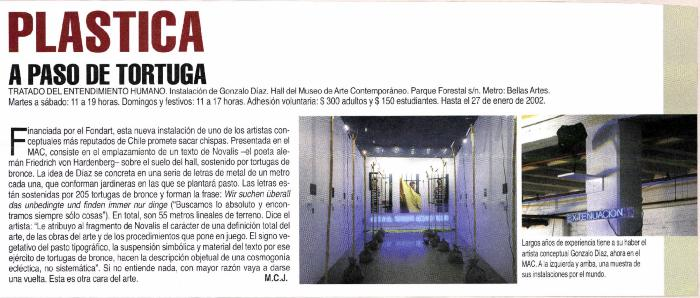 PLASTICA
A PASO DE TORTUGA
TRATADO DEL ENTENDIMIENTO HUMANO. Instalación de Gonzalo Díaz. Hall del Museo de Arte Contemporáneo. Parque Forestal s/n. Metro: Bellas Artes.
Martes a sábado: 11 a 19 horas. Domingos y festivos: 11 a 17 horas. Adhesión voluntaria: $ 300 adultos y $ 150 estudiantes. Hasta el 27 de enero de 2002.
Financiada por el Fondart, esta nueva instalación de uno de los artistas con-
ceptuales más reputados de Chile promete sacar chispas. Presentada en el
MAC, consiste en el emplazamiento de un texto de Novalis –el poeta ale-
mán Friedrich von Hardenberg– sobre el suelo del hall, sostenido por tortugas de
bronce. La idea de Díaz se concreta en una serie de letras de metal de un metro
cada una, que conforman jardineras en las que se plantará pasto. Las letras es-
tán sostenidas por 205 tortugas de bronce y forman la frase: Wir suchen überall
das unbedingte und finden immer nur dinge ("Buscamos lo absoluto y encon-
tramos siempre sólo cosas"). En total, son 55 metros lineales de terreno. Dice el
artista: "Le atribuyo al fragmento de Novalis el carácter de una definición total del
arte, de las obras del arte y de los procedimientos que pone en juego. El signo ve-
getativo del pasto tipográfico, la suspensión simbólica y material del texto por ese
ejército de tortugas de bronce, hacen la descripción objetual de una cosmogonía
ecléctica, no sistemática". Si no entiende nada, con mayor razón vaya a darse
una vuelta. Esta es otra cara del arte.
M.C.J.
EXTENUACION
Largos años de experiencia tiene a su haber el
artista conceptual Gonzalo Díaz, ahora en el
MAC. A la izquierda y arriba, una muestra de
sus instalaciones por el mundo.